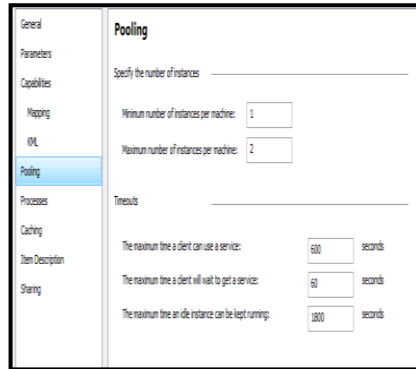 General
Parameters
Capabilities
Mapping
KML
Pooling
Processes
Caching
Item Description
Sharing
Pooling
Specify the number of instances
Minimum number of instances per machine: 1
Maximum number of instances per machine: 2
Timeouts
The maximum time a client can use a service: 600 seconds
The maximum time a client will wait to get a service: 60 seconds
The maximum time an idle instance can be kept running: 1800 seconds